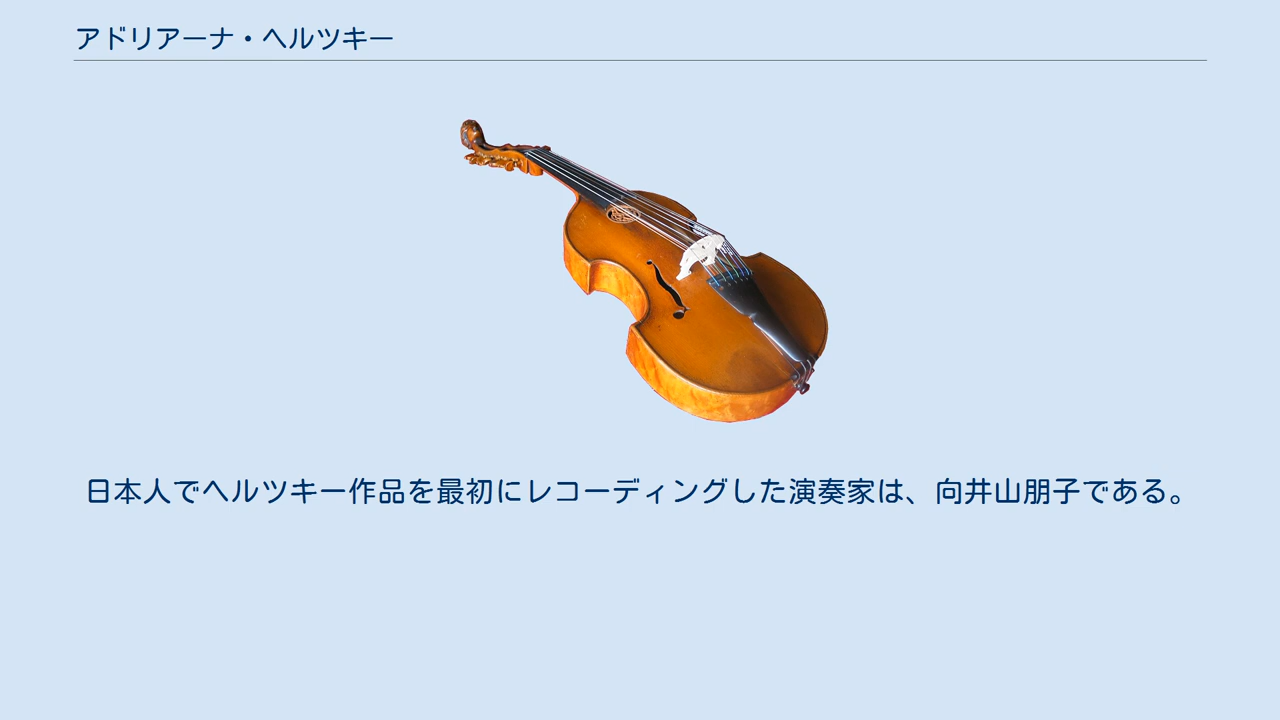 アドリアーナ・ヘルツキー
日本人でヘルツキー作品を最初にレコーディングした演奏家は、向井山朋子である。